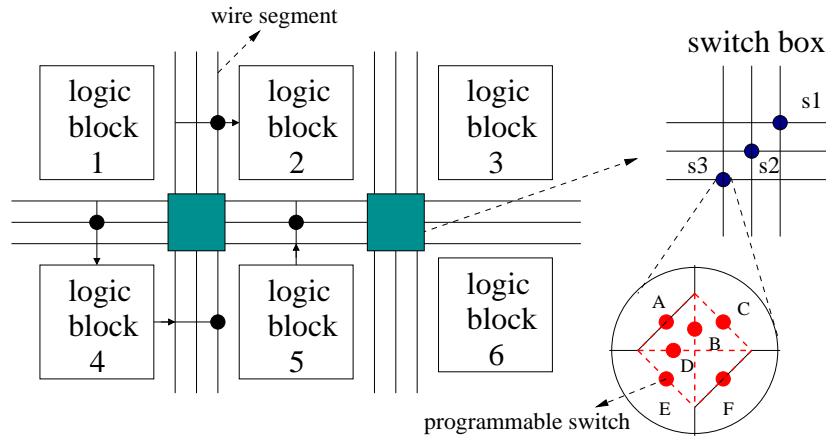 wire segment
switch box
logic
block
1
logic
block
2
logic
block
3
s1
s2
s3
logic
block
4
logic
block
5
logic
block
6
A
C
B
D
E
F
programmable switch